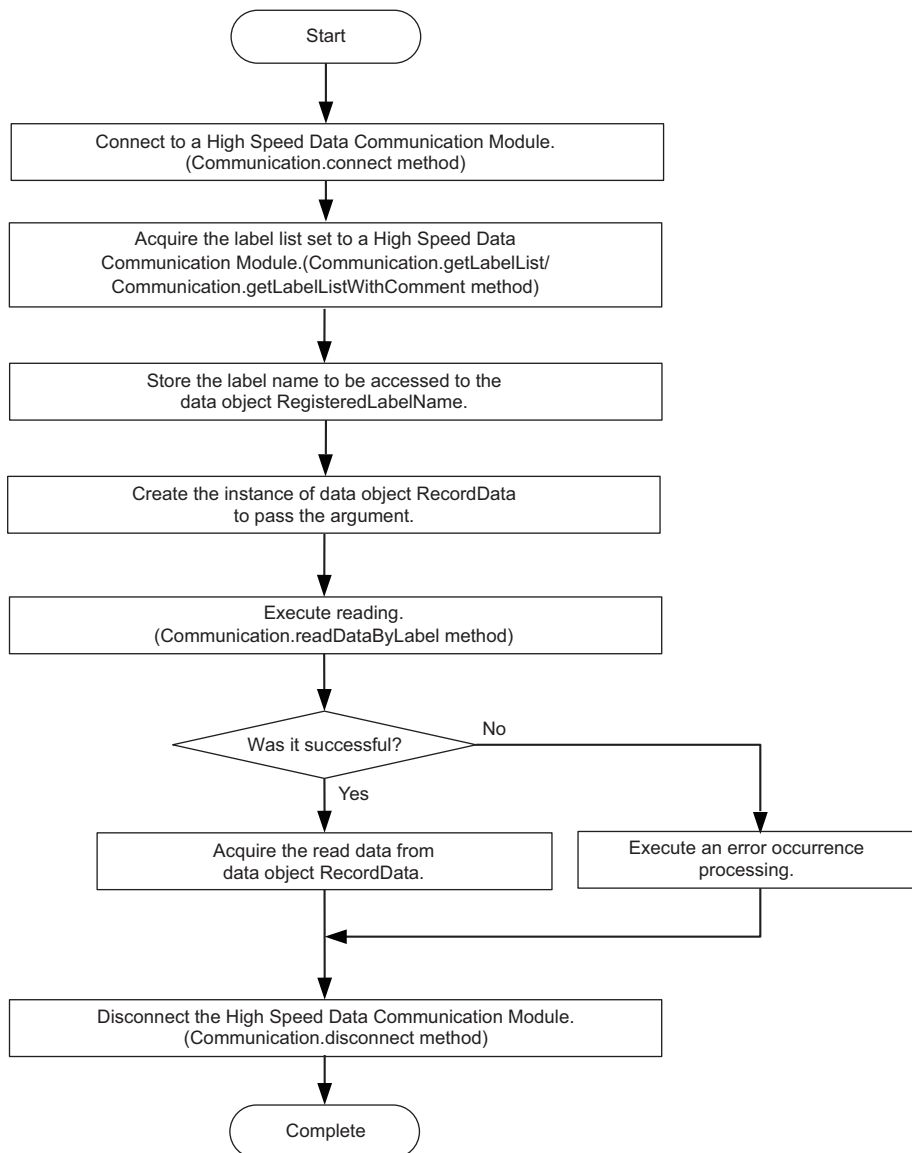 Start
Connect to a High Speed Data Communication Module.
(Communication.connect method)
Acquire the label list set to a High Speed Data
Communication Module.(Communication.getLabelList/
Communication.getLabelListWithComment method)
Store the label name to be accessed to the
data object RegisteredLabelName.
Create the instance of data object RecordData
to pass the argument.
Execute reading.
(Communication.readDataByLabel method)
Was it successful?
No
Yes
Acquire the read data from
data object RecordData.
Execute an error occurrence
processing.
Disconnect the High Speed Data Communication Module.
(Communication.disconnect method)
Complete